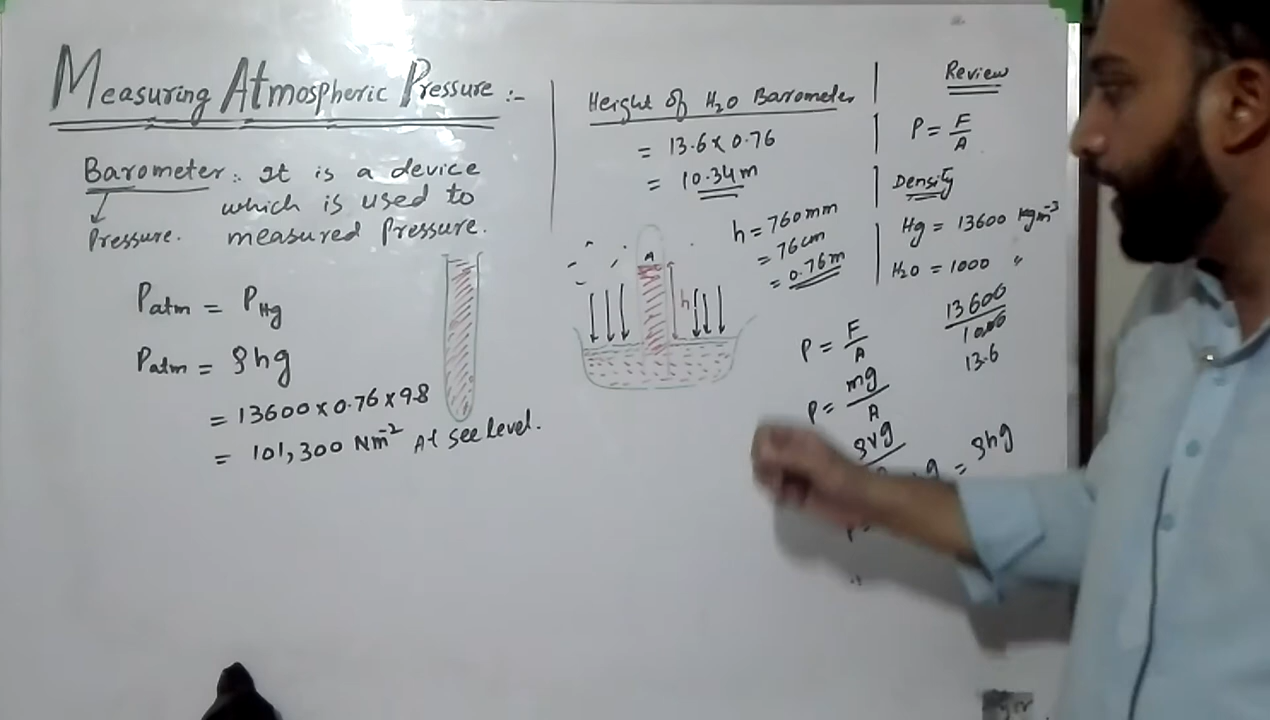 Measuring Atmospheric Pressure :-
Barometer :. It is a device
which is used to
Pressure. measured Pressure.
Patm = PHg
Patm = ρhg
= 13600 x 0.76 x 9.8
= 101,300 Nm⁻² At see level.
Height of H2O Barometer
= 13.6 x 0.76
= 10.34 m
A
h
h = 760mm
= 76cm
= 0.76m
P = F/A
P = mg/A
ρvg
g = ρhg
Review
P = F/A
Density
Hg = 13600 kgm⁻³
H2O = 1000 "
13600
1000
13.6